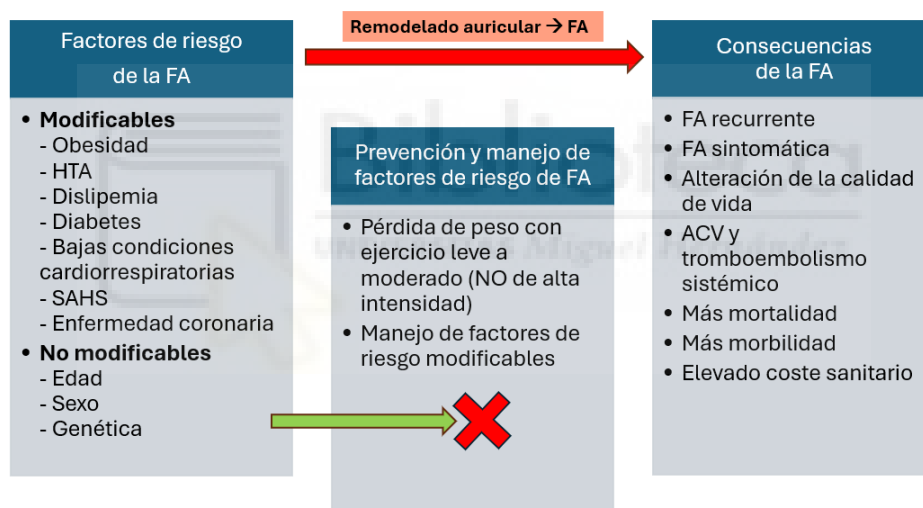 Factores de riesgo
de la FA
• Modificables
- Obesidad
- HTA
- Dislipemia
- Diabetes
- Bajas condiciones
cardiorrespiratorias
- SAHS
- Enfermedad coronaria
• No modificables
- Edad
- Sexo
- Genética
Remodelado auricular → FA
Prevención y manejo de
factores de riesgo de FA
• Pérdida de peso con
ejercicio leve a
moderado (NO de alta
intensidad)
• Manejo de factores de
riesgo modificables
Consecuencias
de la FA
• FA recurrente
• FA sintomática
• Alteración de la calidad
de vida
• ACV y
tromboembolismo
sistémico
• Más mortalidad
• Más morbilidad
• Elevado coste sanitario
Biblioteca
Miguel Hernández